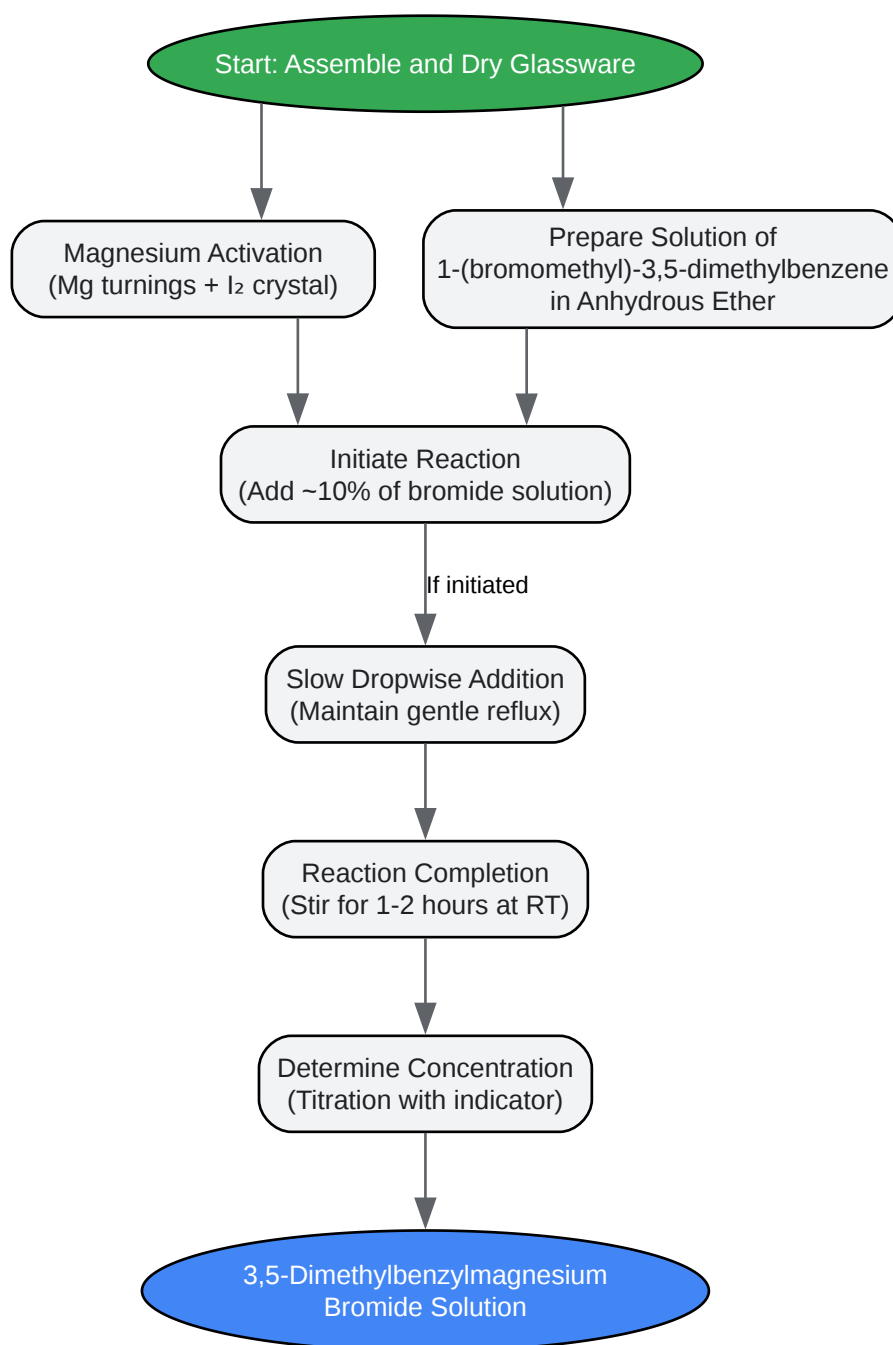 Start: Assemble and Dry Glassware
Magnesium Activation
(Mg turnings + I₂ crystal)
Prepare Solution of
1-(bromomethyl)-3,5-dimethylbenzene
in Anhydrous Ether
Initiate Reaction
(Add ~10% of bromide solution)
If initiated
Slow Dropwise Addition
(Maintain gentle reflux)
Reaction Completion
(Stir for 1-2 hours at RT)
Determine Concentration
(Titration with indicator)
3,5-Dimethylbenzylmagnesium
Bromide Solution